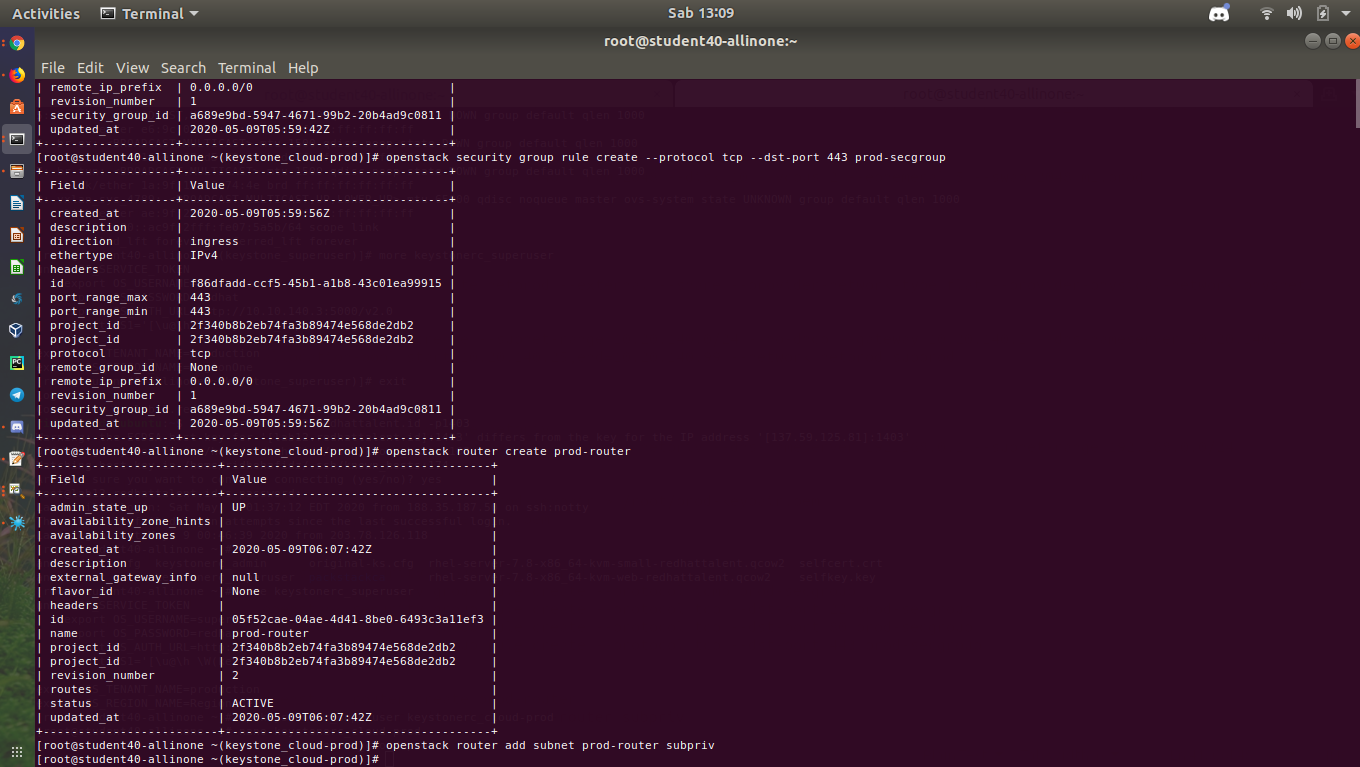 Activities Terminal Sab 13:09
root@student40-allinone:~
File Edit View Search Terminal Help
| remote_ip_prefix  | 0.0.0.0/0                            |
| revision_number   | 1                                    |
| security_group_id | a689e9bd-5947-4671-99b2-20b4ad9c0811 |
| updated_at        | 2020-05-09T05:59:42Z                 |
+-------------------+--------------------------------------+
[root@student40-allinone ~(keystone_cloud-prod)]# openstack security group rule create --protocol tcp --dst-port 443 prod-secgroup
+-------------------+--------------------------------------+
| Field             | Value                                |
+-------------------+--------------------------------------+
| created_at        | 2020-05-09T05:59:56Z                 |
| description       |                                      |
| direction         | ingress                              |
| ethertype         | IPv4                                 |
| headers           |                                      |
| id                | f86dfadd-ccf5-45b1-a1b8-43c01ea99915 |
| port_range_max    | 443                                  |
| port_range_min    | 443                                  |
| project_id        | 2f340b8b2eb74fa3b89474e568de2db2     |
| project_id        | 2f340b8b2eb74fa3b89474e568de2db2     |
| protocol          | tcp                                  |
| remote_group_id   | None                                 |
| remote_ip_prefix  | 0.0.0.0/0                            |
| revision_number   | 1                                    |
| security_group_id | a689e9bd-5947-4671-99b2-20b4ad9c0811 |
| updated_at        | 2020-05-09T05:59:56Z                 |
+-------------------+--------------------------------------+
[root@student40-allinone ~(keystone_cloud-prod)]# openstack router create prod-router
+-------------------------+--------------------------------------+
| Field                   | Value                                |
+-------------------------+--------------------------------------+
| admin_state_up          | UP                                   |
| availability_zone_hints |                                      |
| availability_zones      |                                      |
| created_at              | 2020-05-09T06:07:42Z                 |
| description             |                                      |
| external_gateway_info   | null                                 |
| flavor_id               | None                                 |
| headers                 |                                      |
| id                      | 05f52cae-04ae-4d41-8be0-6493c3a11ef3 |
| name                    | prod-router                          |
| project_id              | 2f340b8b2eb74fa3b89474e568de2db2     |
| project_id              | 2f340b8b2eb74fa3b89474e568de2db2     |
| revision_number         | 2                                    |
| routes                  |                                      |
| status                  | ACTIVE                               |
| updated_at              | 2020-05-09T06:07:42Z                 |
+-------------------------+--------------------------------------+
[root@student40-allinone ~(keystone_cloud-prod)]# openstack router add subnet prod-router subpriv
[root@student40-allinone ~(keystone_cloud-prod)]#